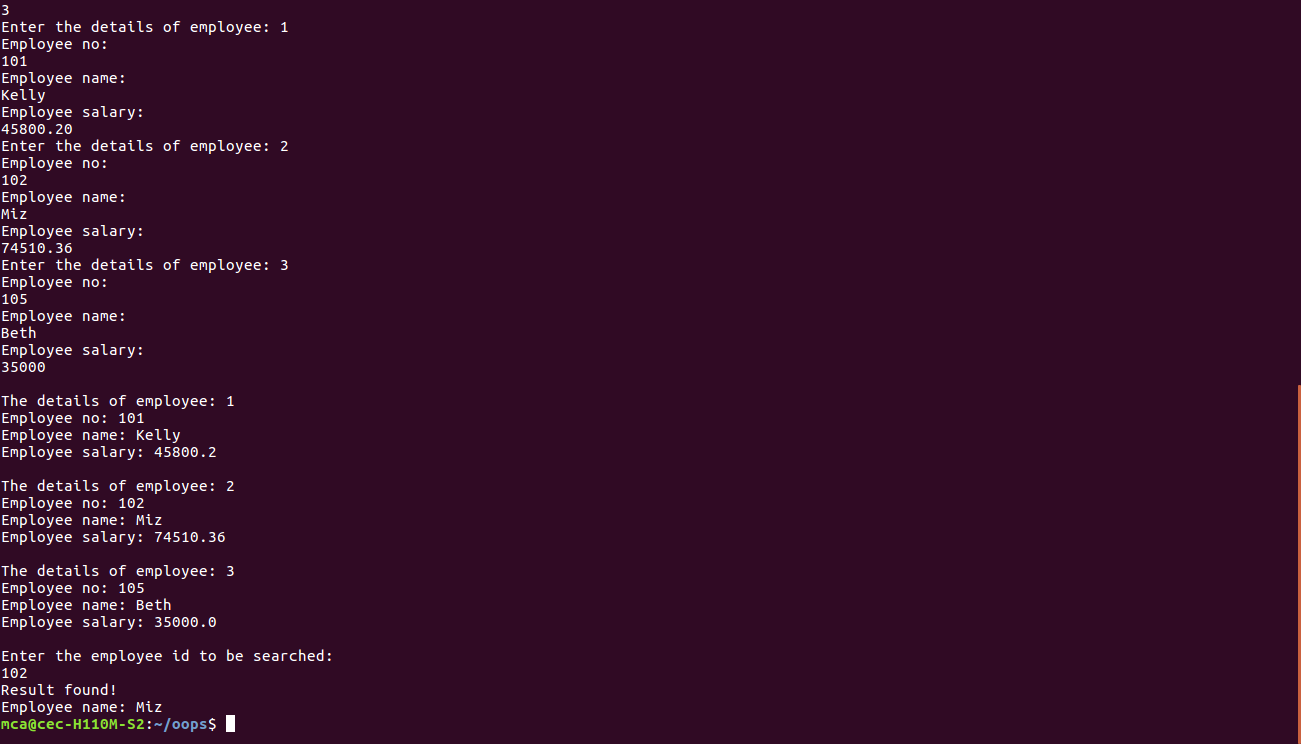 3
Enter the details of employee: 1
Employee no:
101
Employee name:
Kelly
Employee salary:
45800.20
Enter the details of employee: 2
Employee no:
102
Employee name:
Miz
Employee salary:
74510.36
Enter the details of employee: 3
Employee no:
105
Employee name:
Beth
Employee salary:
35000
The details of employee: 1
Employee no: 101
Employee name: Kelly
Employee salary: 45800.2
The details of employee: 2
Employee no: 102
Employee name: Miz
Employee salary: 74510.36
The details of employee: 3
Employee no: 105
Employee name: Beth
Employee salary: 35000.0
Enter the employee id to be searched:
102
Result found!
Employee name: Miz
mca@cec-H110M-S2:~/oops$